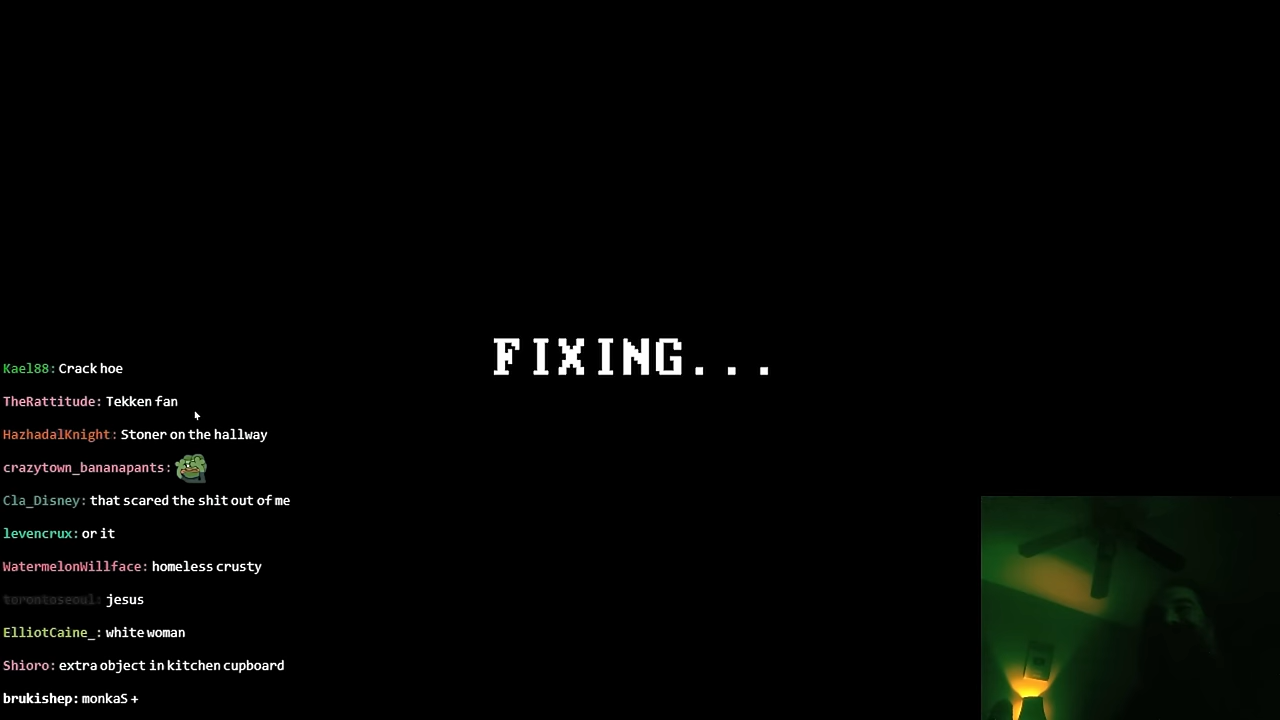 FIXING...
Kael88: Crack hoe
TheRattitude: Tekken fan
HazhadalKnight: Stoner on the hallway
crazytown_bananapants:
Cla_Disney: that scared the shit out of me
levencrux: or it
WatermelonWillface: homeless crusty
torontoseoul: jesus
ElliotCaine_: white woman
Shioro: extra object in kitchen cupboard
brukishep: monkaS +